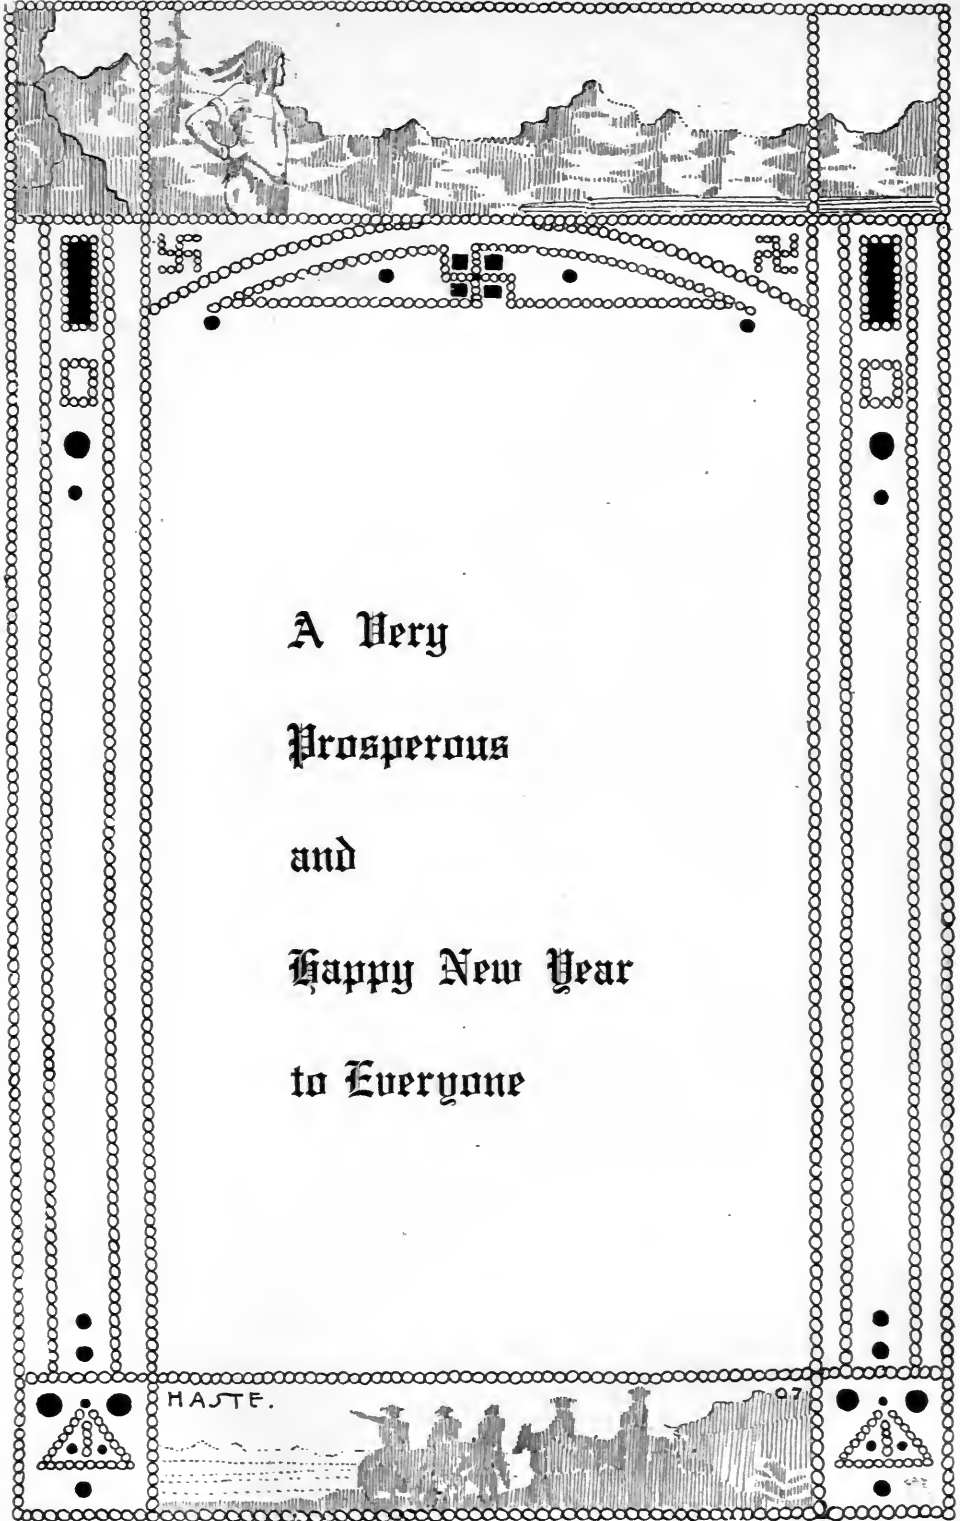 A Very
Prosperous
and
Happy New Year
to Everyone
HASTE. 07